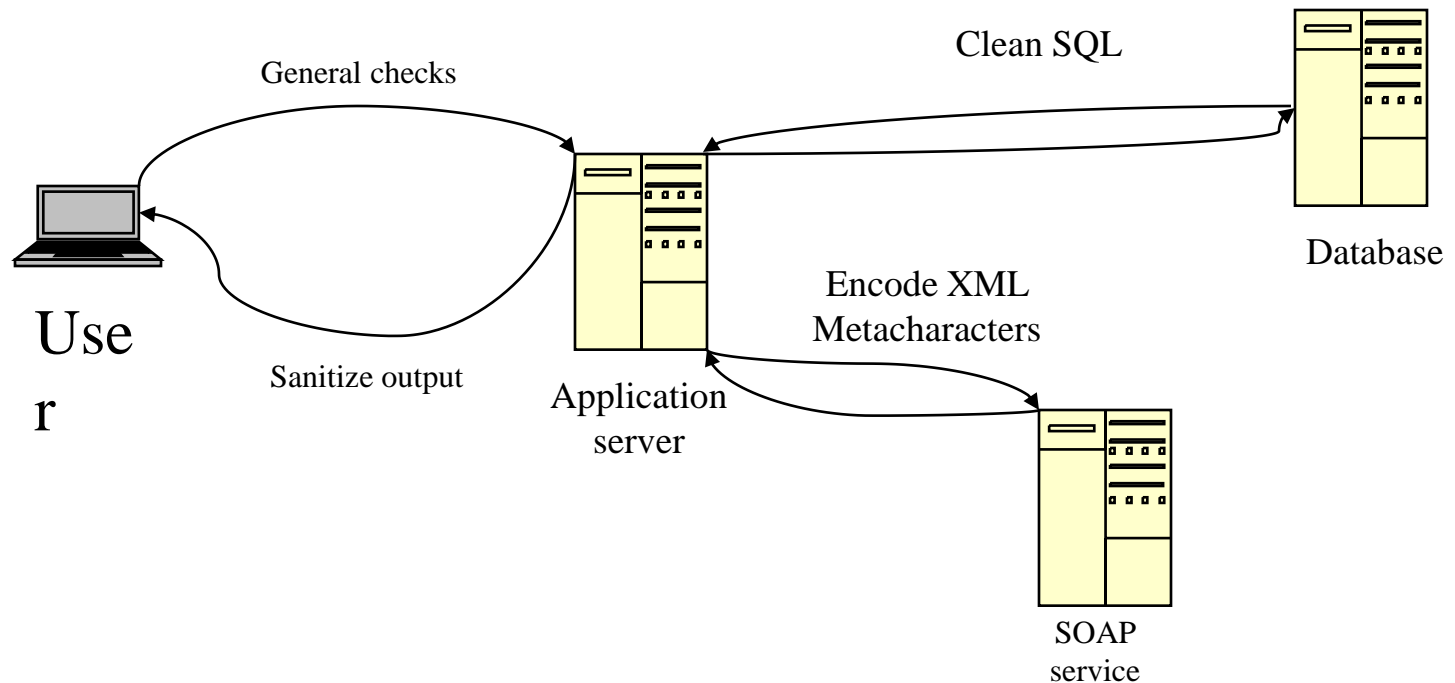 Clean SQL
General checks
Database
Encode XML
Metacharacters
Use
r
Sanitize output
Application
server
SOAP
service